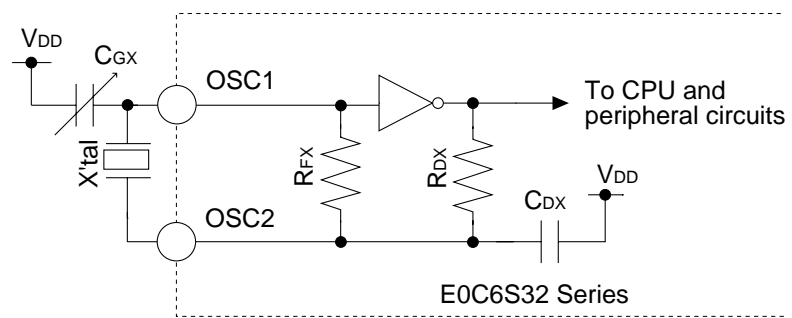 VDD
CGX
OSC1
To CPU and
peripheral circuits
X'tal
RFX
RDX
VDD
CDX
OSC2
E0C6S32 Series